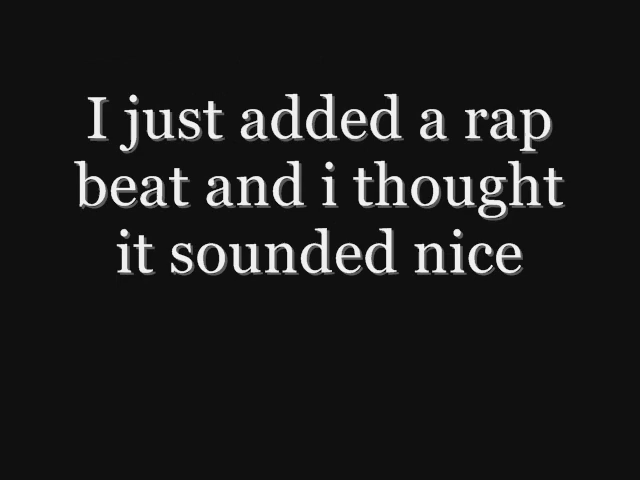 I just added a rap
beat and i thought
it sounded nice